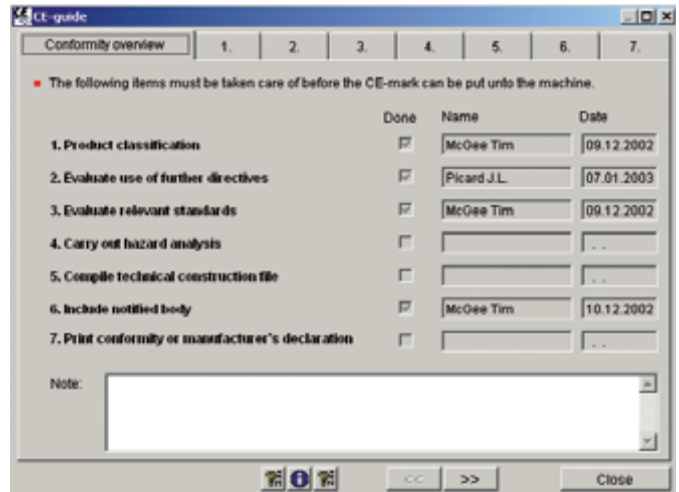 CE-guide
Conformity overview 1. 2. 3. 4. 5. 6. 7.
The following items must be taken care of before the CE-mark can be put unto the machine.
Done Name Date
1. Product classification McGee Tim 09.12.2002
2. Evaluate use of further directives Picard J.L. 07.01.2003
3. Evaluate relevant standards McGee Tim 09.12.2002
4. Carry out hazard analysis . .
5. Compile technical construction file . .
6. Include notified body McGee Tim 10.12.2002
7. Print conformity or manufacturer's declaration . .
Note:
<< >> Close